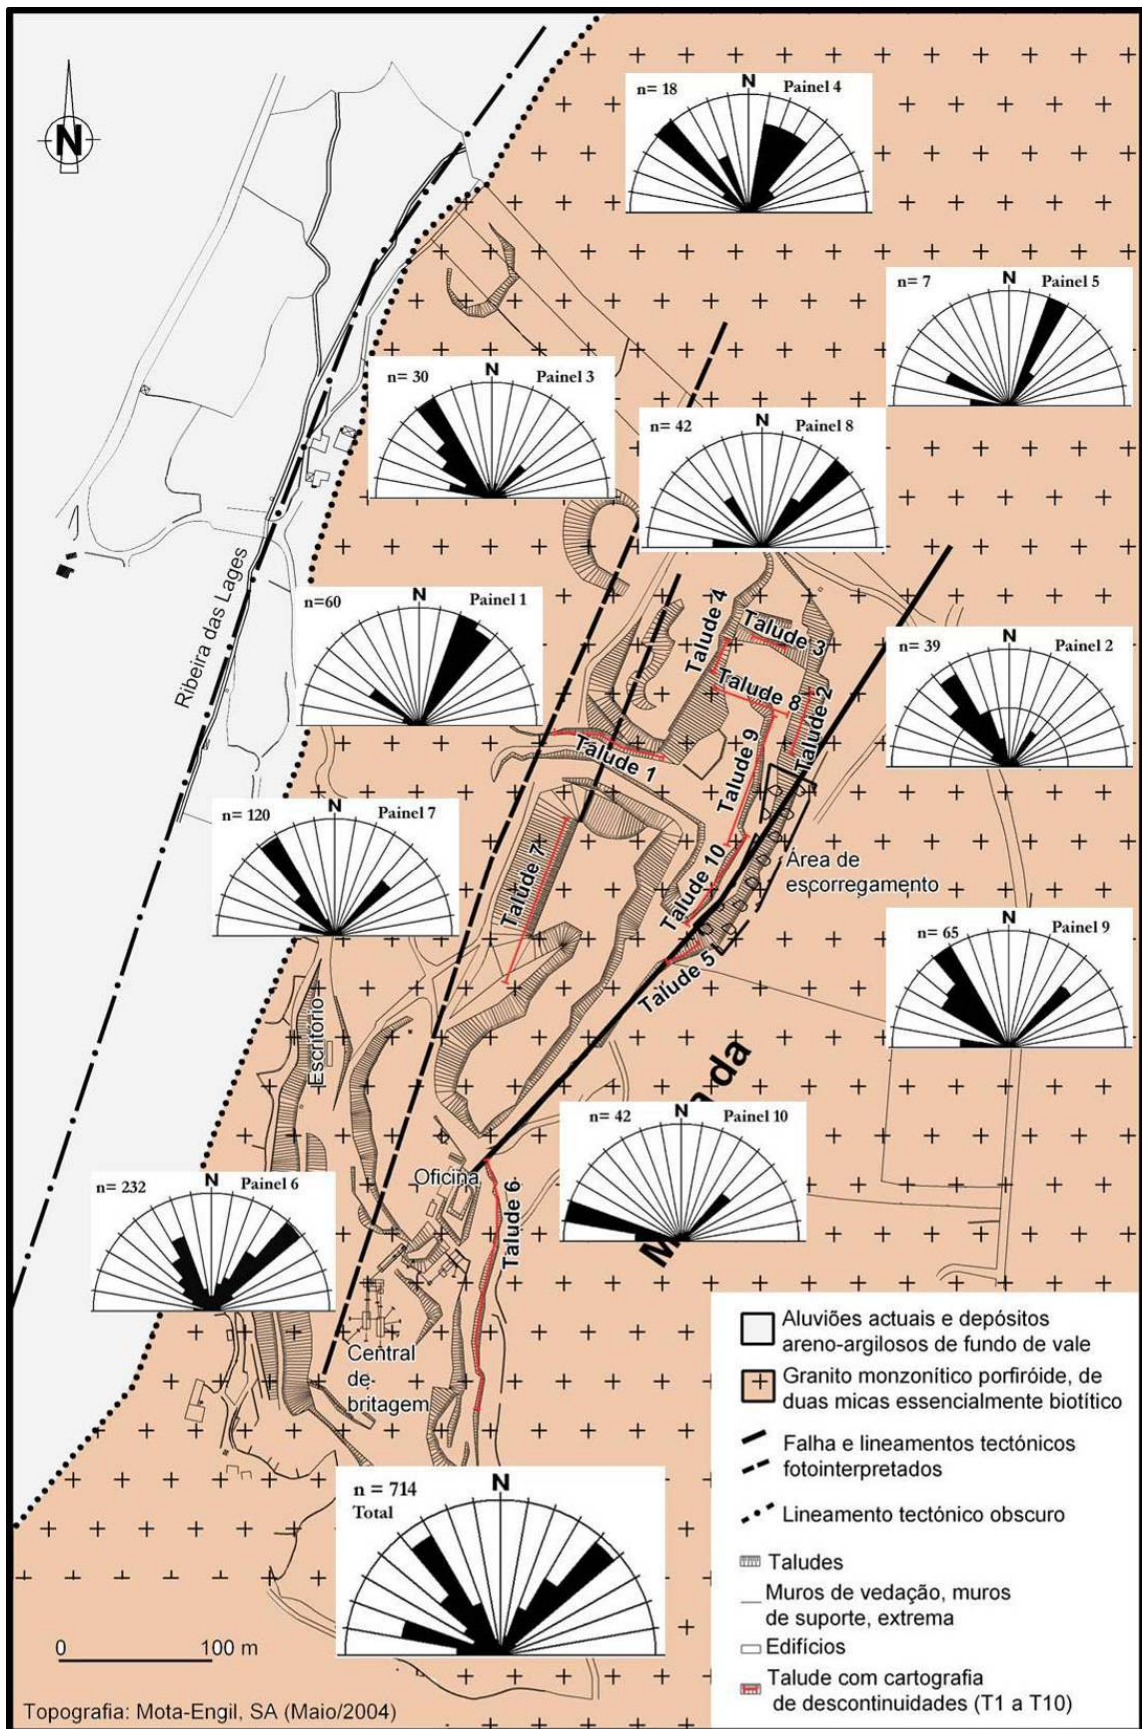 N
n= 18
N
Painel 4
n= 7
N
Painel 5
n= 30
N
Painel 3
n= 42
N
Painel 8
n=60
N
Painel 1
n= 39
N
Painel 2
n= 120
N
Painel 7
n= 65
N
Painel 9
n= 42
N
Painel 10
n= 232
N
Painel 6
n = 714
Total
N
Ribeira das Lages
Talude 4
Talude 3
Talude 8
Talude 2
Talude 1
Talude 9
Talude 7
Talude 10
Talude 5
Talude 6
Área de
escorregamento
Escritório
Oficina
da
Central
de
britagem
Aluviões actuais e depósitos
areno-argilosos de fundo de vale
Granito monzonítico porfiróide, de
duas micas essencialmente biotítico
Falha e lineamentos tectónicos
fotointerpretados
Lineamento tectónico obscuro
Taludes
Muros de vedação, muros
de suporte, extrema
Edifícios
Talude com cartografia
de descontinuidades (T1 a T10)
0 100 m
Topografia: Mota-Engil, SA (Maio/2004)